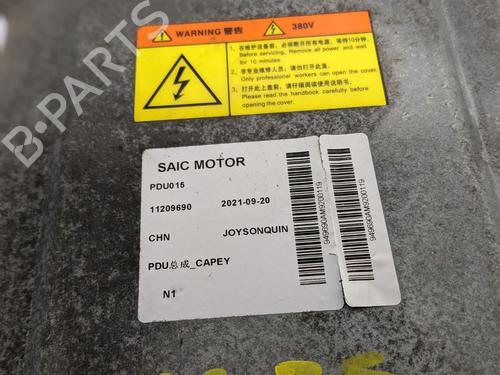 WARNING 警告
380V
1、在维护设备前，必须断开所有电源，等待10分钟。
Before servicing, Remove all power and wait
for 10 minutes.
2、非专业维修人员，请勿打开此盖。
Only professional workers can open the cover.
3、打开此上盖前，请仔细阅读使用说明书。
Please read the handbook carefully before
opening the cover.
B-PARTS
SAIC MOTOR
PDU015
11209690 2021-09-20
CHN JOYSONQUIN
PDU总成_CAPEY
N1
949690AM9200119
949690AM9200119